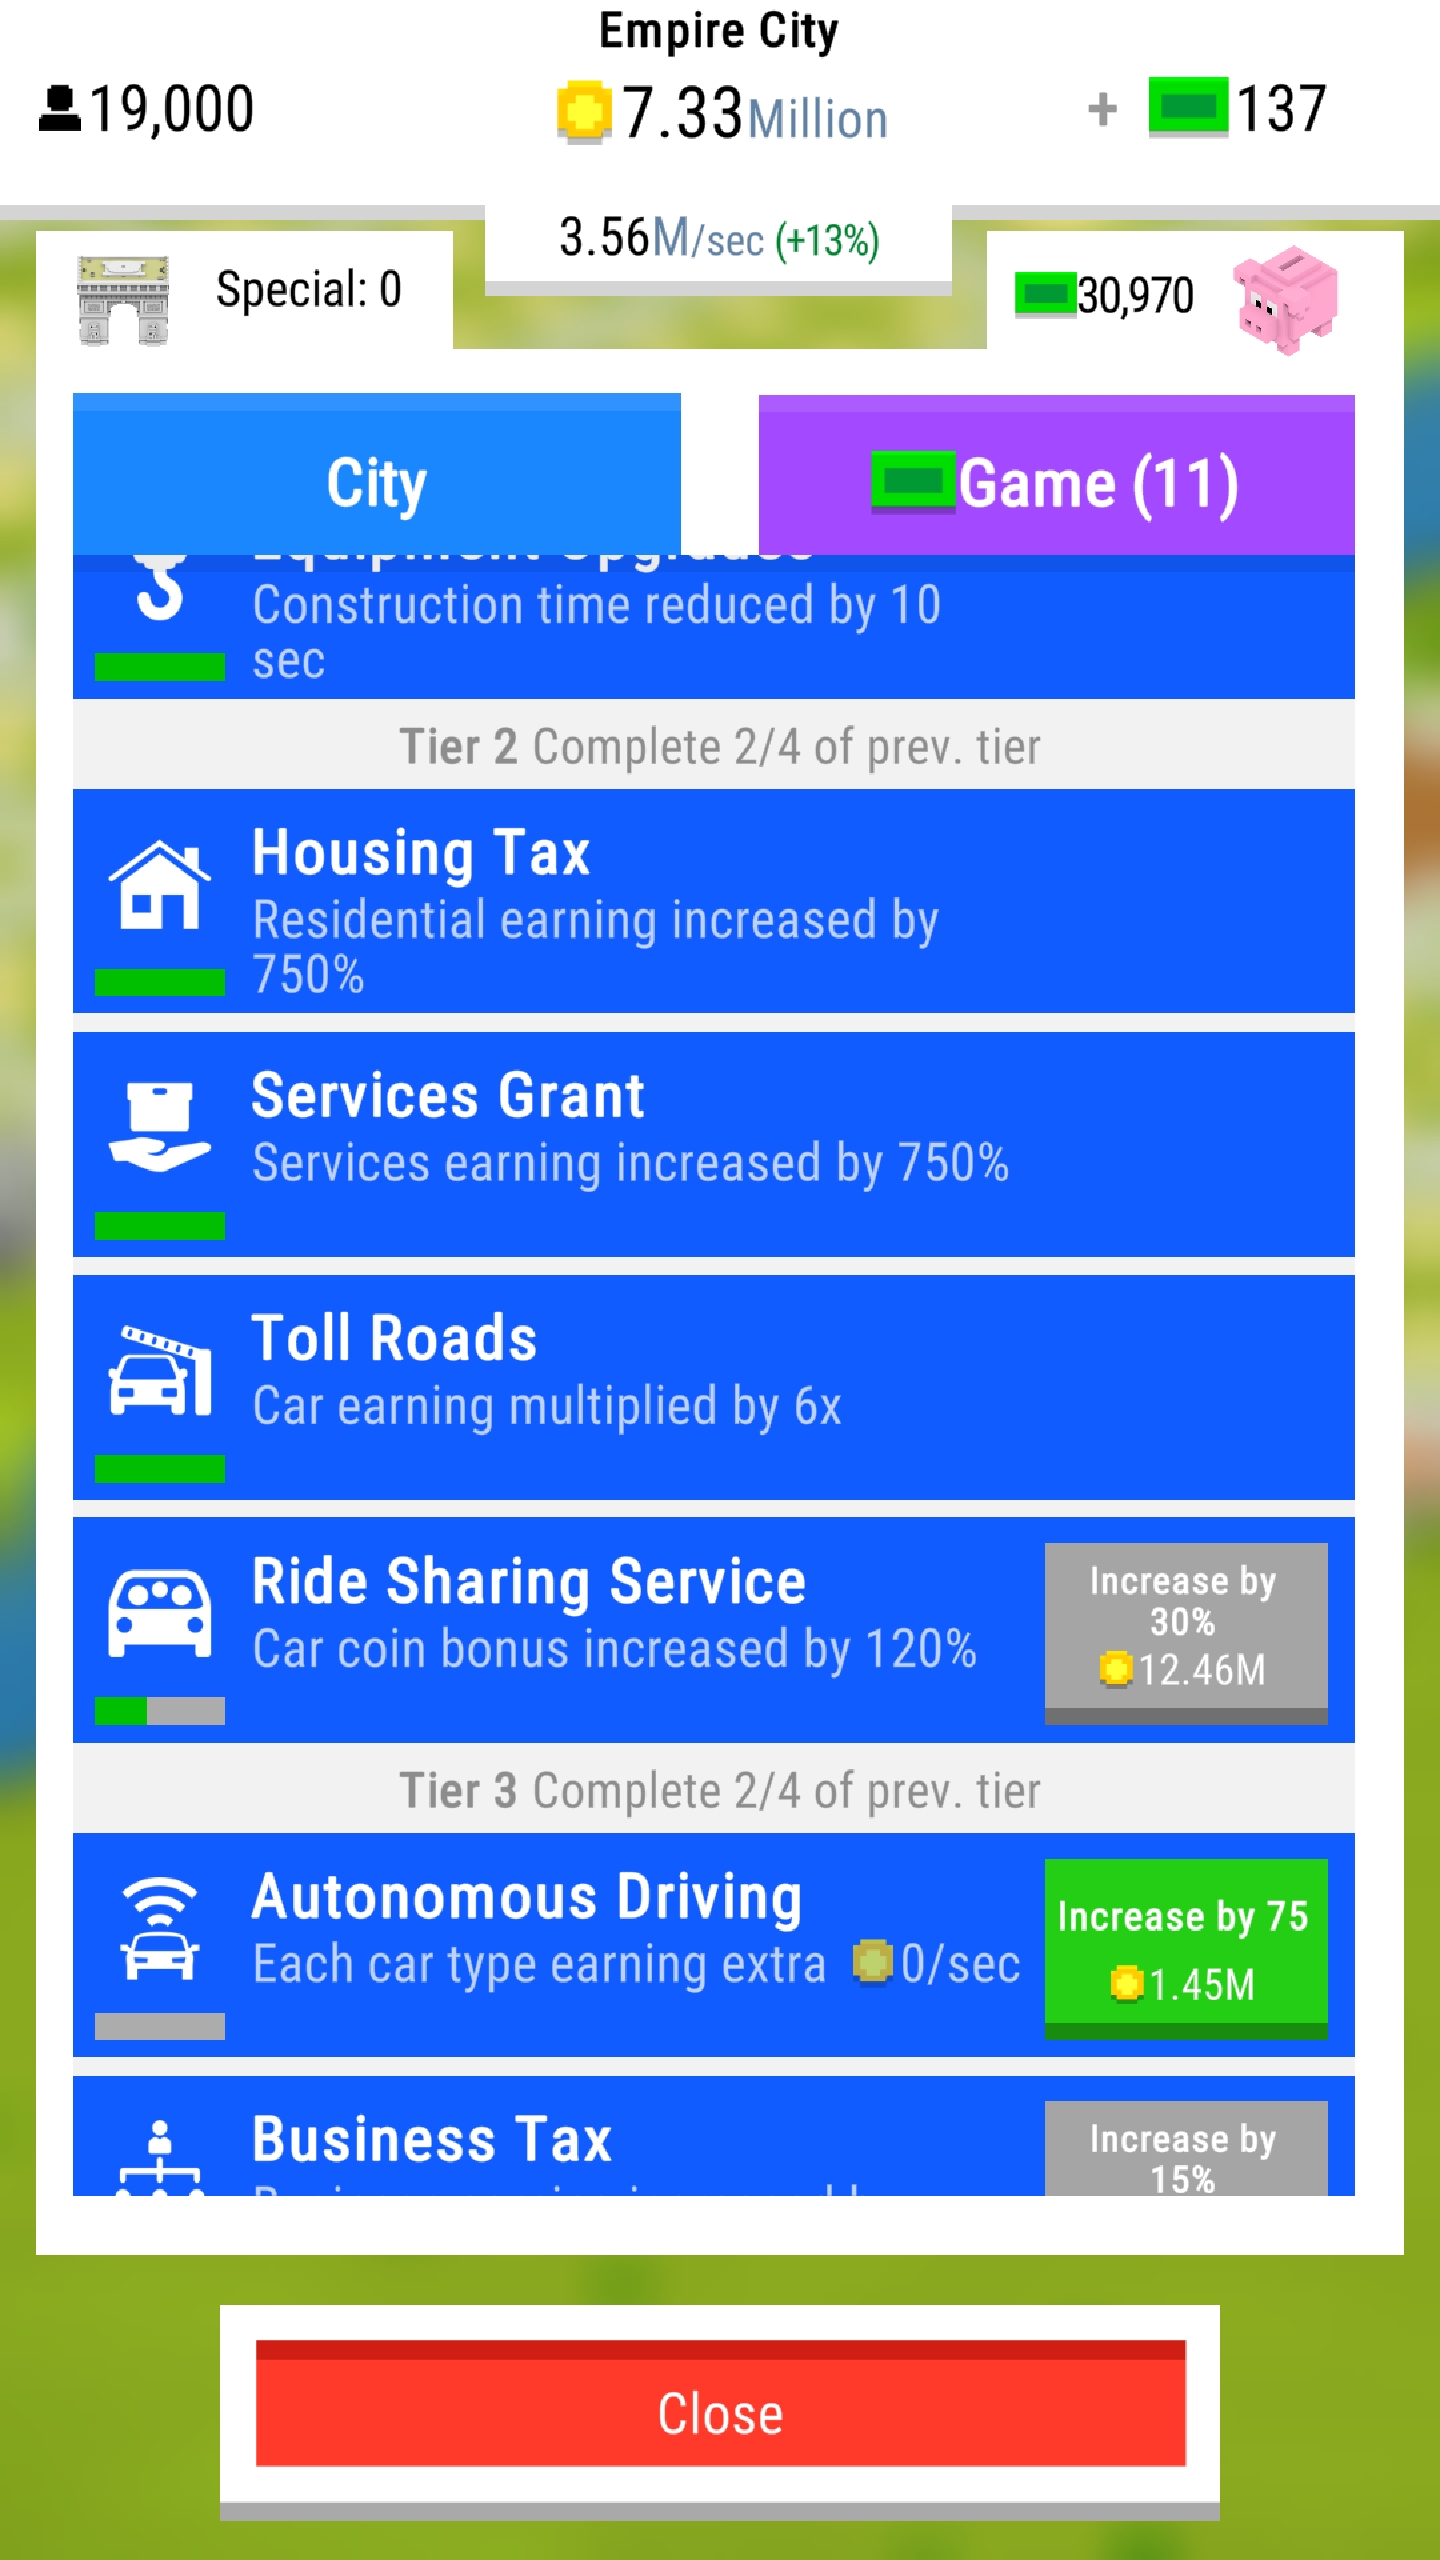 Empire City
19,000
7.33Million
+ 137
3.56M/sec (+13%)
Special: 0
30,970
City
Game (11)
Equipment Upgrades
Construction time reduced by 10
sec
Tier 2 Complete 2/4 of prev. tier
Housing Tax
Residential earning increased by
750%
Services Grant
Services earning increased by 750%
Toll Roads
Car earning multiplied by 6x
Ride Sharing Service
Car coin bonus increased by 120%
Increase by
30%
12.46M
Tier 3 Complete 2/4 of prev. tier
Autonomous Driving
Each car type earning extra 0/sec
Increase by 75
1.45M
Business Tax
Increase by
15%
Close